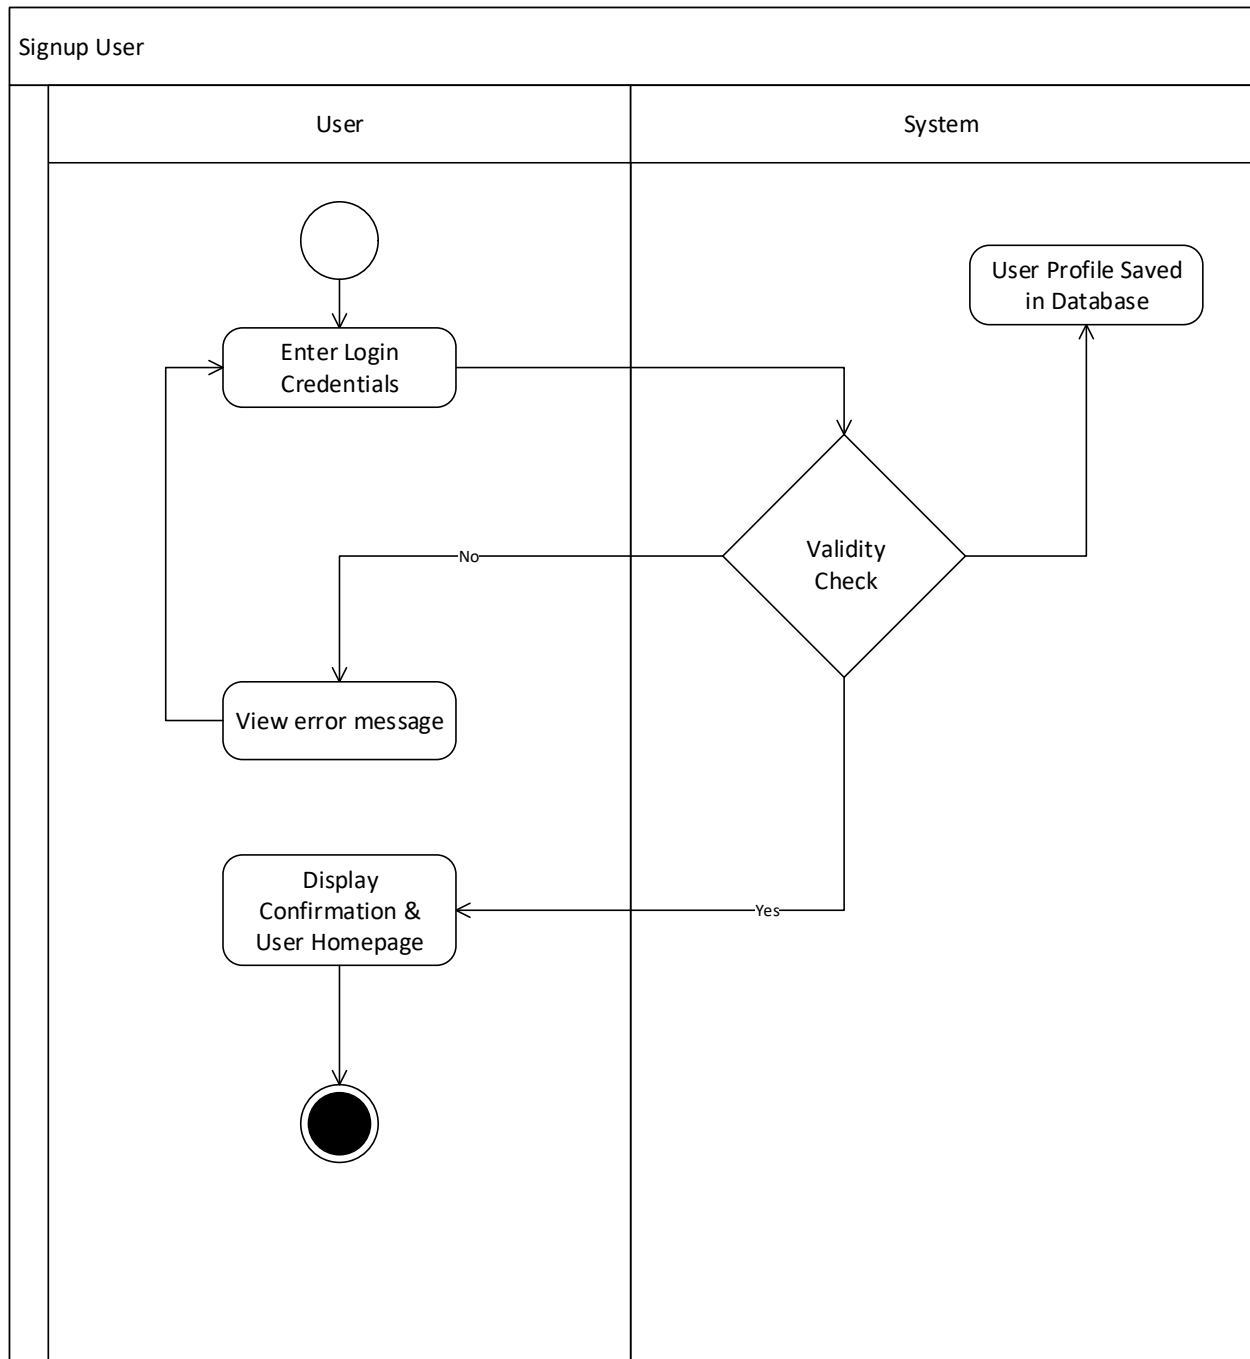 Signup User
User
System
User Profile Saved
in Database
Enter Login
Credentials
Validity
Check
No
View error message
Display
Confirmation &
User Homepage
Yes